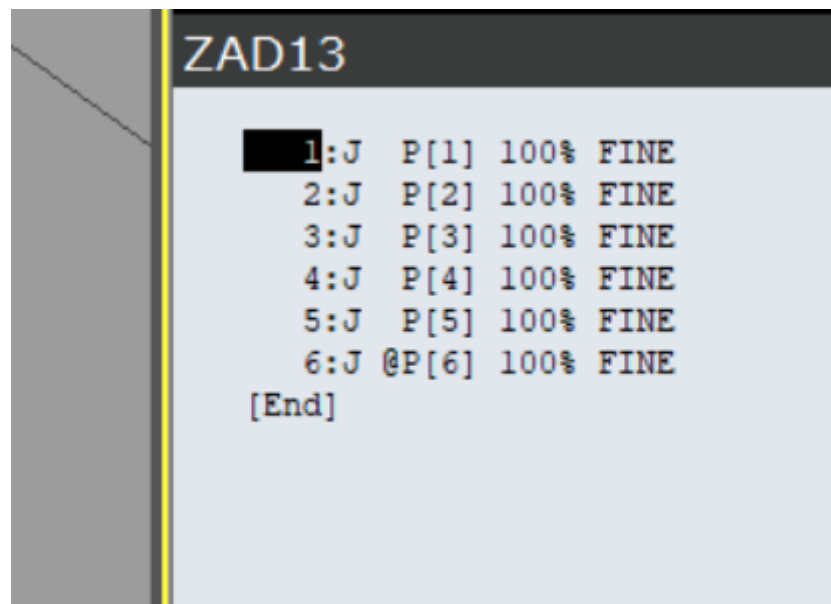 ZAD13
1:J P[1] 100% FINE
2:J P[2] 100% FINE
3:J P[3] 100% FINE
4:J P[4] 100% FINE
5:J P[5] 100% FINE
6:J @P[6] 100% FINE
[End]